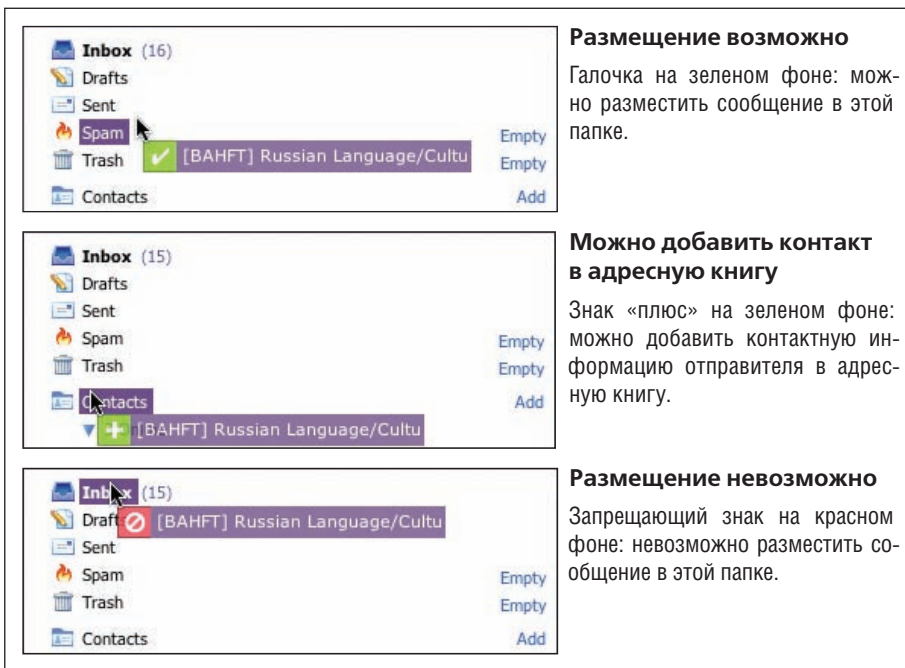 Inbox (16)
Drafts
Sent
Spam
Empty
Trash
[BAHFT] Russian Language/Cultu
Empty
Contacts
Add
Размещение возможно
Галочка на зеленом фоне: мож-
но разместить сообщение в этой
папке.
Inbox (15)
Drafts
Sent
Spam
Empty
Trash
Empty
Contacts
Add
[BAHFT] Russian Language/Cultu
Можно добавить контакт
в адресную книгу
Знак «плюс» на зеленом фоне:
можно добавить контактную ин-
формацию отправителя в адрес-
ную книгу.
Inbox (15)
Draft
[BAHFT] Russian Language/Cultu
Sent
Spam
Empty
Trash
Empty
Contacts
Add
Размещение невозможно
Запрещающий знак на красном
фоне: невозможно разместить со-
общение в этой папке.